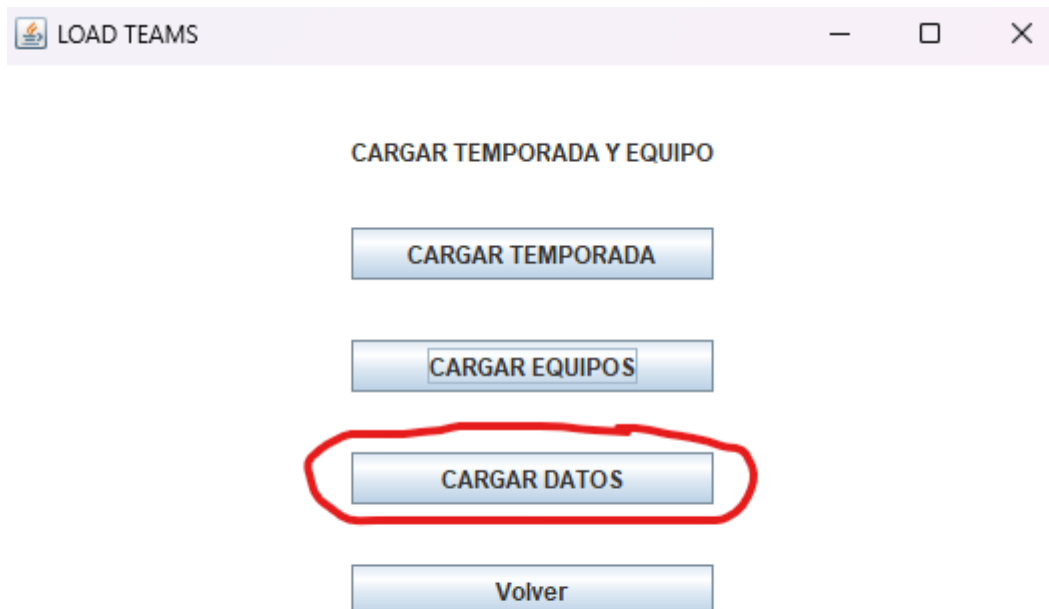 LOAD TEAMS
CARGAR TEMPORADA Y EQUIPO
CARGAR TEMPORADA
CARGAR EQUIPOS
CARGAR DATOS
Volver